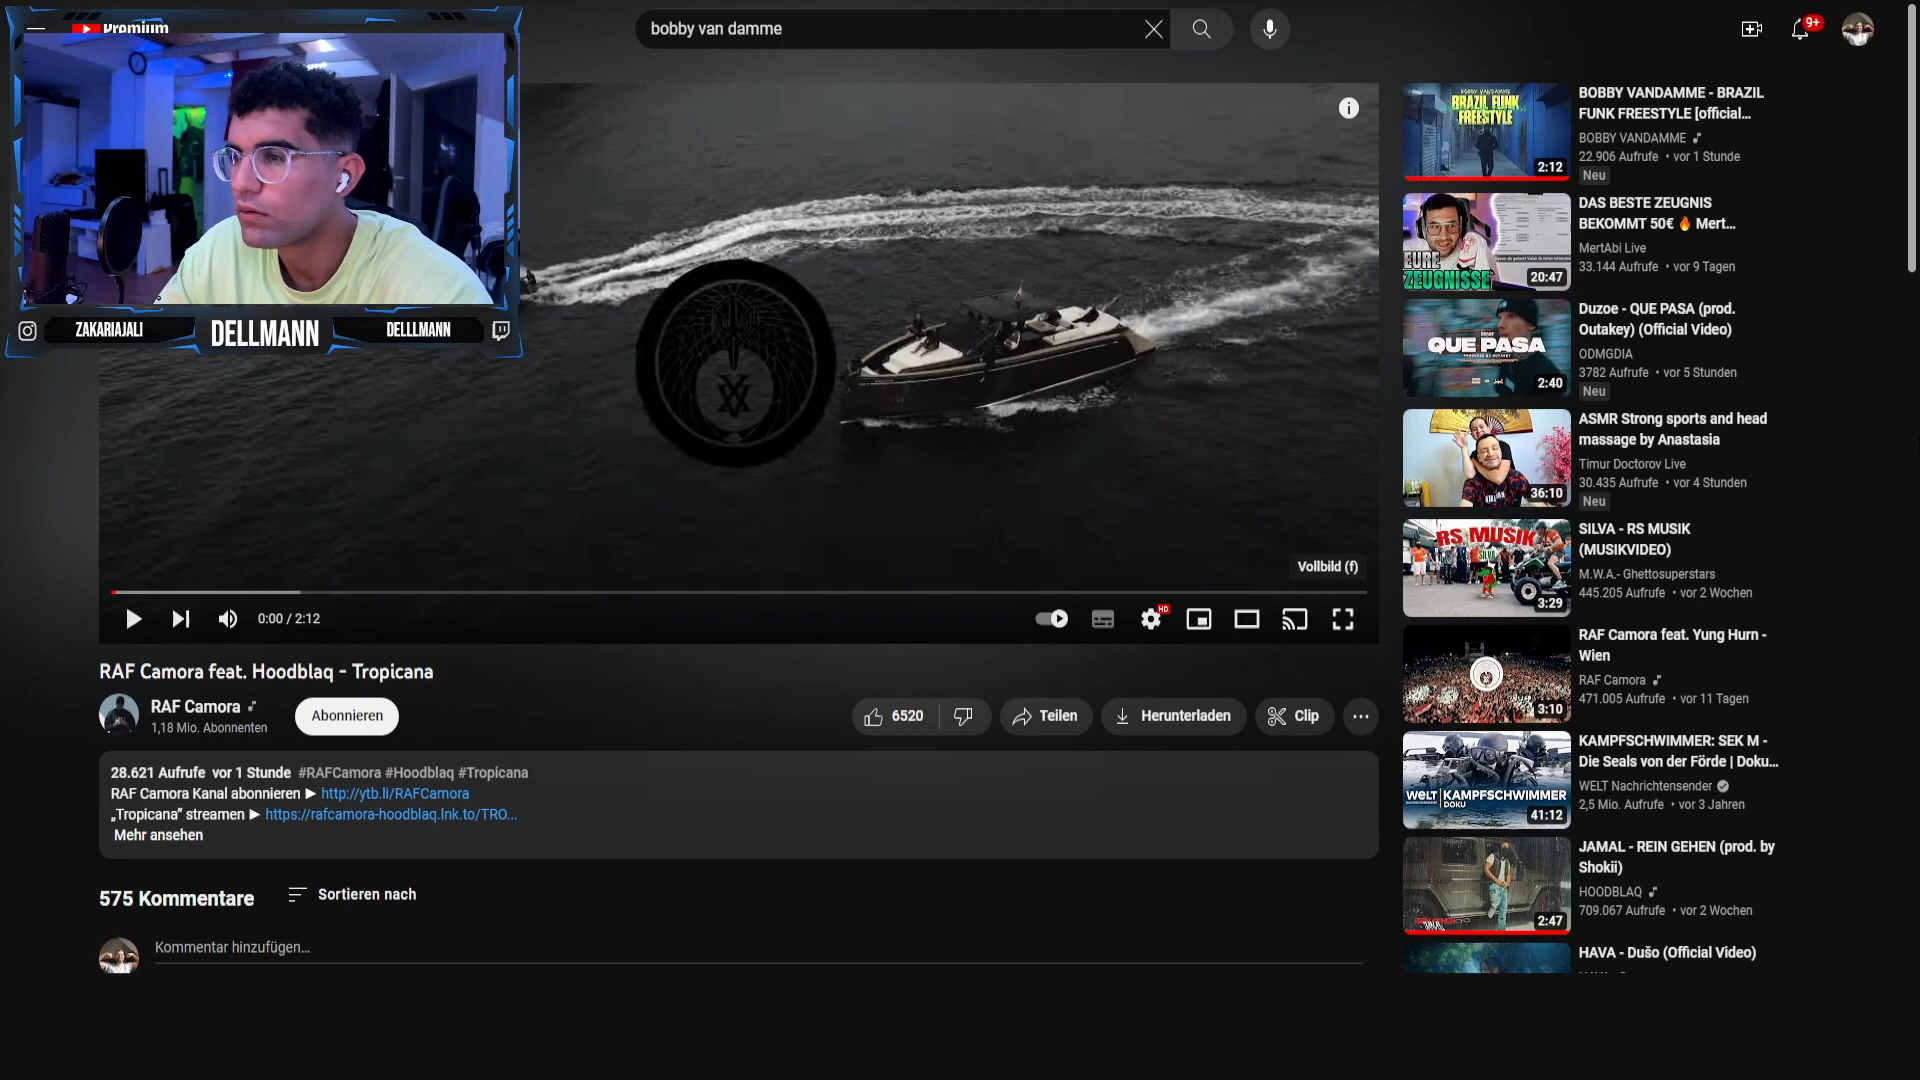 Premium
bobby van damme
9+
ZAKARIAJALI
DELLMANN
DELLLMANN
Vollbild (f)
0:00 / 2:12
HD
RAF Camora feat. Hoodblaq - Tropicana
RAF Camora
1,18 Mio. Abonnenten
Abonnieren
6520
Teilen
Herunterladen
Clip
28.621 Aufrufe vor 1 Stunde #RAFCamora #Hoodblaq #Tropicana
RAF Camora Kanal abonnieren ► http://ytb.li/RAFCamora
„Tropicana" streamen ► https://rafcamora-hoodblaq.lnk.to/TRO...
Mehr ansehen
575 Kommentare
Sortieren nach
Kommentar hinzufügen...
BOBBY VANDAMME
BRAZIL FUNK
FREESTYLE
2:12
BOBBY VANDAMME - BRAZIL
FUNK FREESTYLE [official...
BOBBY VANDAMME
22.906 Aufrufe • vor 1 Stunde
Neu
EURE
ZEUGNISSE
20:47
DAS BESTE ZEUGNIS
BEKOMMT 50€ 🔥 Mert...
MertAbi Live
33.144 Aufrufe • vor 9 Tagen
QUE PASA
2:40
Duzoe - QUE PASA (prod.
Outakey) (Official Video)
ODMGDIA
3782 Aufrufe • vor 5 Stunden
Neu
36:10
ASMR Strong sports and head
massage by Anastasia
Timur Doctorov Live
30.435 Aufrufe • vor 4 Stunden
Neu
RS MUSIK
SILVA
3:29
SILVA - RS MUSIK
(MUSIKVIDEO)
M.W.A.- Ghettosuperstars
445.205 Aufrufe • vor 2 Wochen
3:10
RAF Camora feat. Yung Hurn -
Wien
RAF Camora
471.005 Aufrufe • vor 11 Tagen
WELT KAMPFSCHWIMMER
DOKU
41:12
KAMPFSCHWIMMER: SEK M -
Die Seals von der Förde | Doku...
WELT Nachrichtensender
2,5 Mio. Aufrufe • vor 3 Jahren
2:47
JAMAL - REIN GEHEN (prod. by
Shokii)
HOODBLAQ
709.067 Aufrufe • vor 2 Wochen
HAVA - Dušo (Official Video)